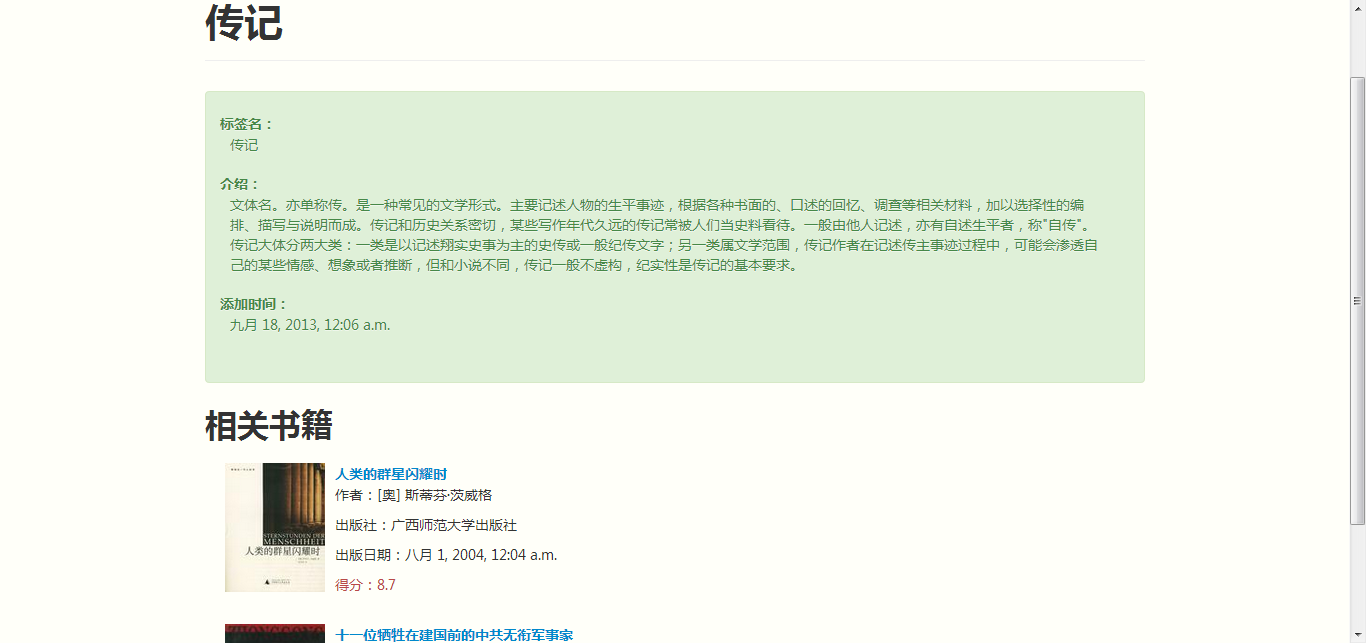 传记
标签名：
传记
介绍：
文体名。亦单称传。是一种常见的文学形式。主要记述人物的生平事迹，根据各种书面的、口述的回忆、调查等相关材料，加以选择性的编
排、描写与说明而成。传记和历史关系密切，某些写作年代久远的传记常被人们当史料看待。一般由他人记述，亦有自述生平者，称"自传"。
传记大体分两大类：一类是以记述翔实史事为主的史传或一般纪传文字；另一类属文学范围，传记作者在记述传主事迹过程中，可能会渗透自
己的某些情感、想象或者推断，但和小说不同，传记一般不虚构，纪实性是传记的基本要求。
添加时间：
九月 18, 2013, 12:06 a.m.
相关书籍
STERNSTUNDEN DER
MENSCHHEIT
人类的群星闪耀时
人类的群星闪耀时
作者：[奥] 斯蒂芬·茨威格
出版社：广西师范大学出版社
出版日期：八月 1, 2004, 12:04 a.m.
得分：8.7
十一位牺牲在建国前的中共无衔军事家